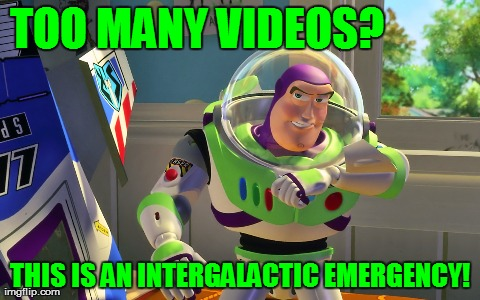 TOO MANY VIDEOS?
THIS IS AN INTERGALACTIC EMERGENCY!
imgflip.com